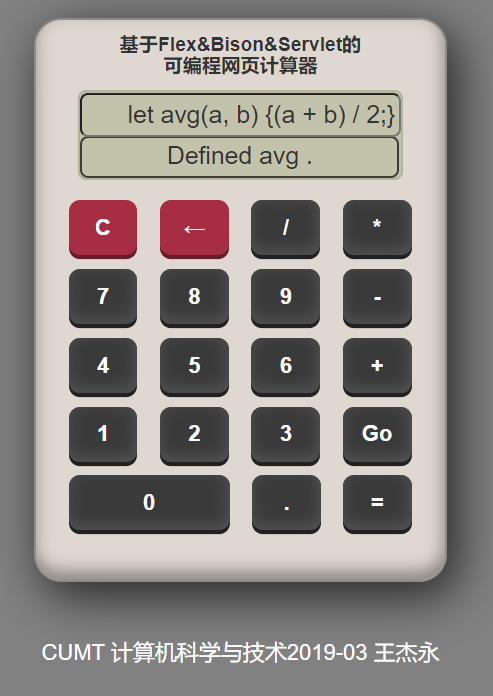 基于Flex&Bison&Servlet的
可编程网页计算器
let avg(a, b) {(a + b) / 2;}
Defined avg .
C ← / *
7 8 9 -
4 5 6 +
1 2 3 Go
0 . =
CUMT 计算机科学与技术2019-03 王杰永